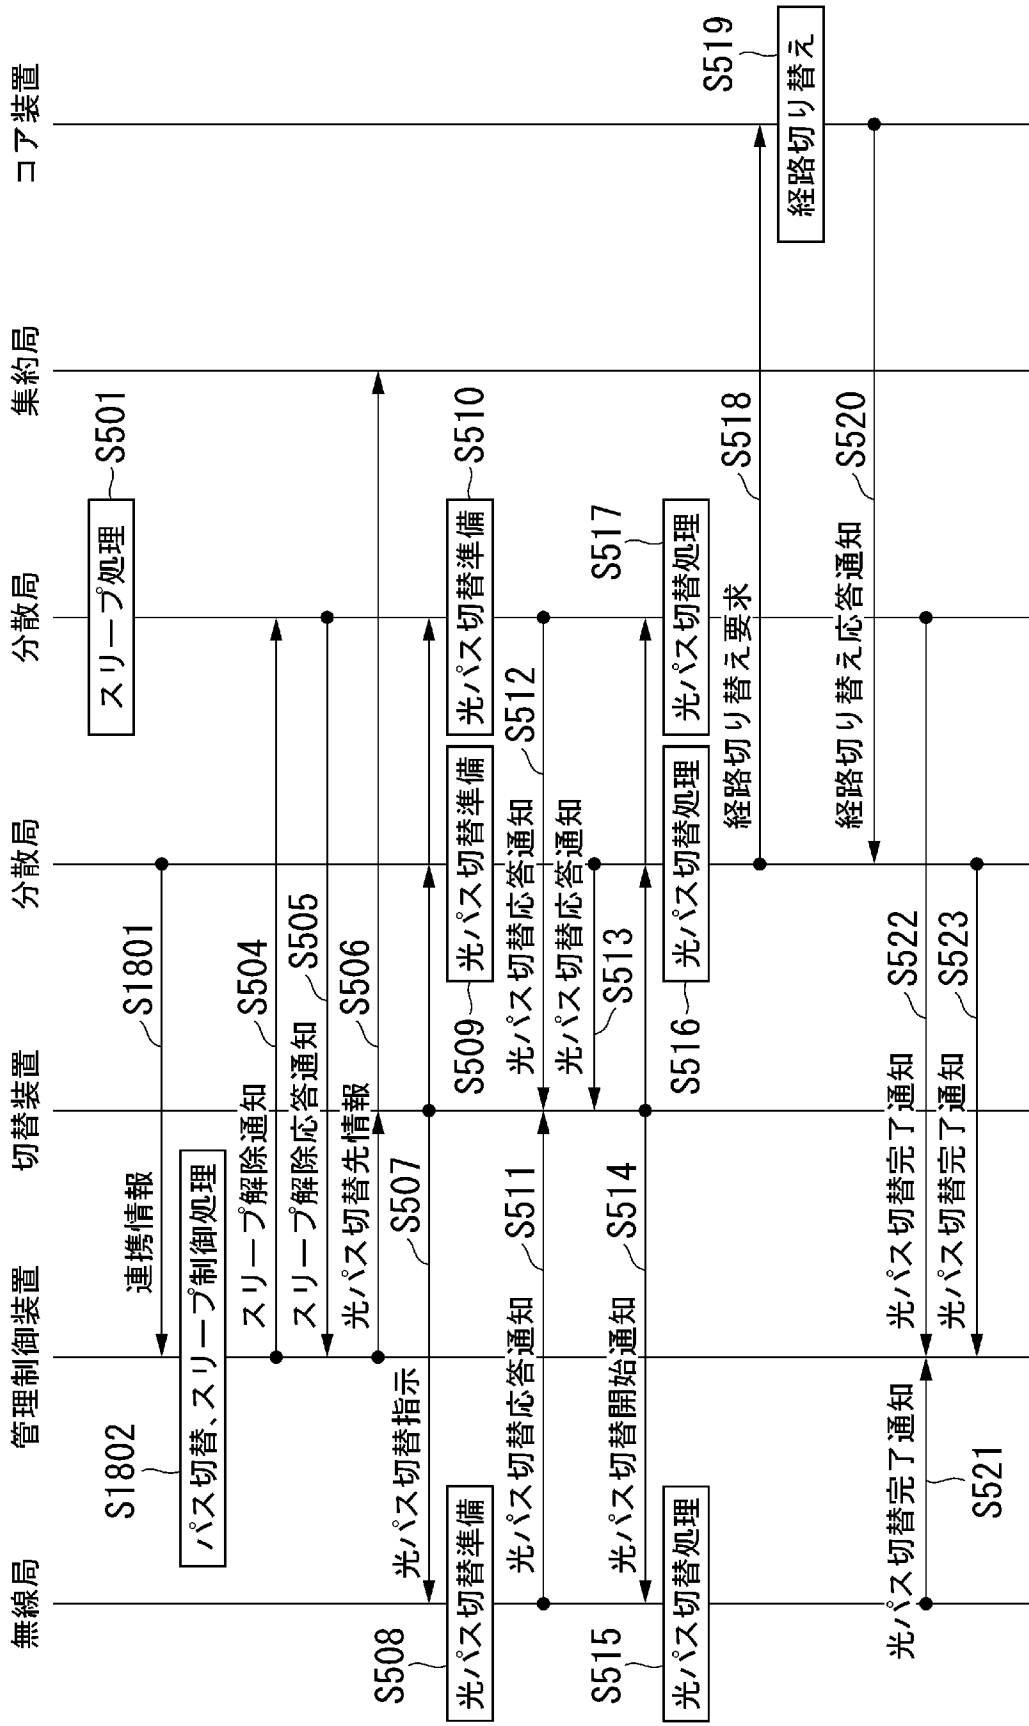 無線局
管理制御装置
切替装置
分散局
分散局
集約局
コア装置
スリープ処理
S501
連携情報
S1801
S1802
パス切替、スリープ制御処理
スリープ解除通知
S504
スリープ解除応答通知
S505
光パス切替先情報
S506
光パス切替指示
S507
S508
光パス切替準備
S509
光パス切替準備
光パス切替準備
S510
光パス切替応答通知
S511
光パス切替応答通知
S512
光パス切替応答通知
S513
光パス切替開始通知
S514
S515
光パス切替処理
S516
光パス切替処理
S517
光パス切替処理
経路切り替え要求
S518
S519
経路切り替え
経路切り替え応答通知
S520
光パス切替完了通知
S521
光パス切替完了通知
S522
光パス切替完了通知
S523